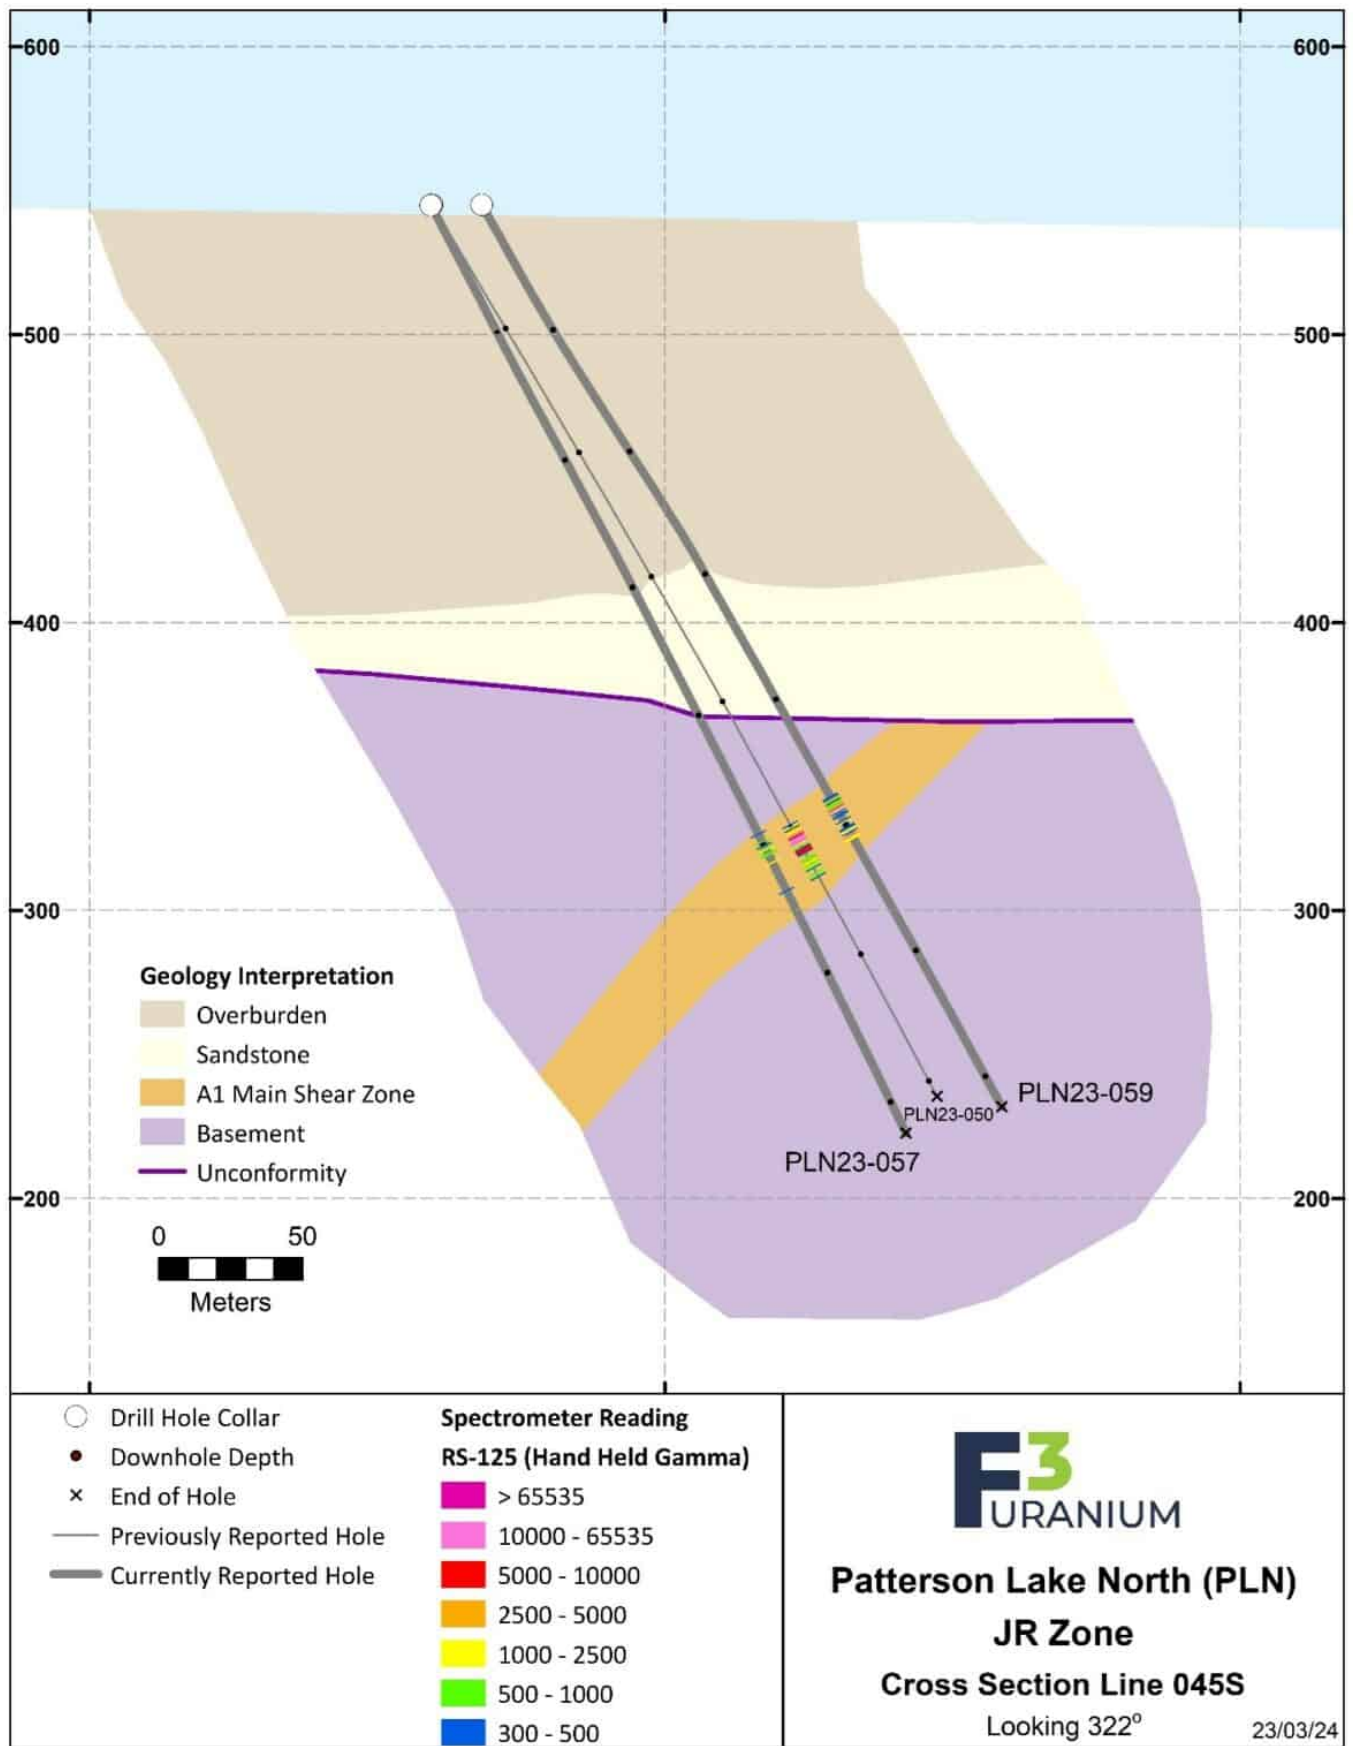 600
600
500
500
400
400
300
300
200
200
PLN23-059
PLN23-050
PLN23-057
Geology Interpretation
Overburden
Sandstone
A1 Main Shear Zone
Basement
Unconformity
0 50
Meters
Drill Hole Collar
Downhole Depth
End of Hole
Previously Reported Hole
Currently Reported Hole
Spectrometer Reading
RS-125 (Hand Held Gamma)
> 65535
10000 - 65535
5000 - 10000
2500 - 5000
1000 - 2500
500 - 1000
300 - 500
F3
URANIUM
Patterson Lake North (PLN)
JR Zone
Cross Section Line 045S
Looking 322°
23/03/24